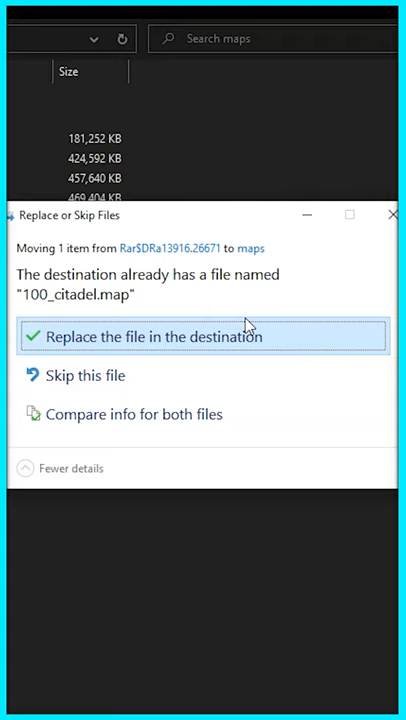 Search maps
Size
181,252 KB
424,592 KB
457,640 KB
469,404 KB
Replace or Skip Files
Moving 1 item from Rar$DRa13916.26671 to maps
The destination already has a file named
"100_citadel.map"
Replace the file in the destination
Skip this file
Compare info for both files
Fewer details